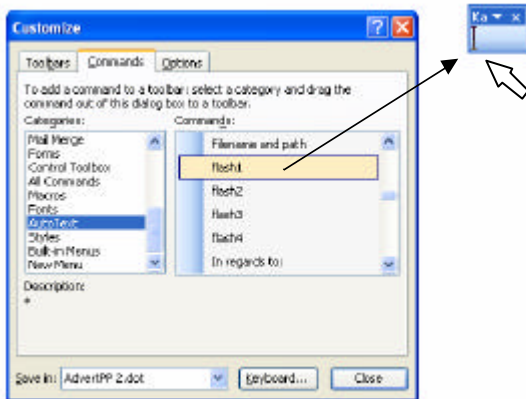 Customize
Toolbars Commands Options
To add a command to a toolbar: select a category and drag the
command out of this dialog box to a toolbar.
Categories: Commands:
Mail Merge
Forms
Control Toolbox
All Commands
Macros
Fonts
AutoText
Styles
Built-in Menus
New Menu
Filename and path
flash1
flash2
flash3
flash4
In regards to:
Description:
Save in: AdvertPP 2.dot Keyboard... Close
Ka